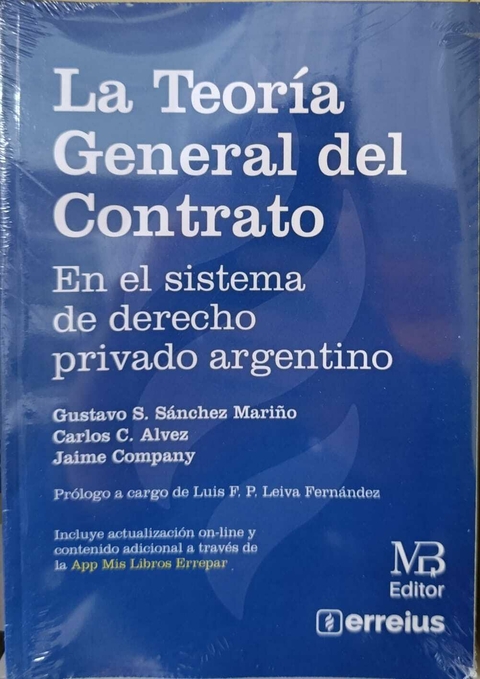 La Teoría
General del
Contrato
En el sistema
de derecho
privado argentino
Gustavo S. Sánchez Mariño
Carlos C. Alvez
Jaime Company
Prólogo a cargo de Luis F. P. Leiva Fernández
Incluye actualización on-line y
contenido adicional a través de
la App Mis Libros Errepar
MB
Editor
erreius